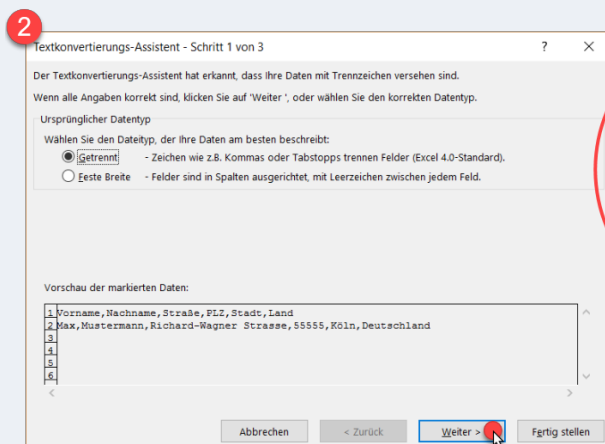 2
Textkonvertierungs-Assistent - Schritt 1 von 3 ? ×
Der Textkonvertierungs-Assistent hat erkannt, dass Ihre Daten mit Trennzeichen versehen sind.
Wenn alle Angaben korrekt sind, klicken Sie auf 'Weiter ', oder wählen Sie den korrekten Datentyp.
Ursprünglicher Datentyp
Wählen Sie den Dateityp, der Ihre Daten am besten beschreibt:
Getrennt - Zeichen wie z.B. Kommas oder Tabstopps trennen Felder (Excel 4.0-Standard).
Feste Breite - Felder sind in Spalten ausgerichtet, mit Leerzeichen zwischen jedem Feld.
Vorschau der markierten Daten:
1 Vorname,Nachname,Straße,PLZ,Stadt,Land
2 Max,Mustermann,Richard-Wagner Strasse,55555,Köln,Deutschland
3
4
5
6
Abbrechen < Zurück Weiter > Fertig stellen